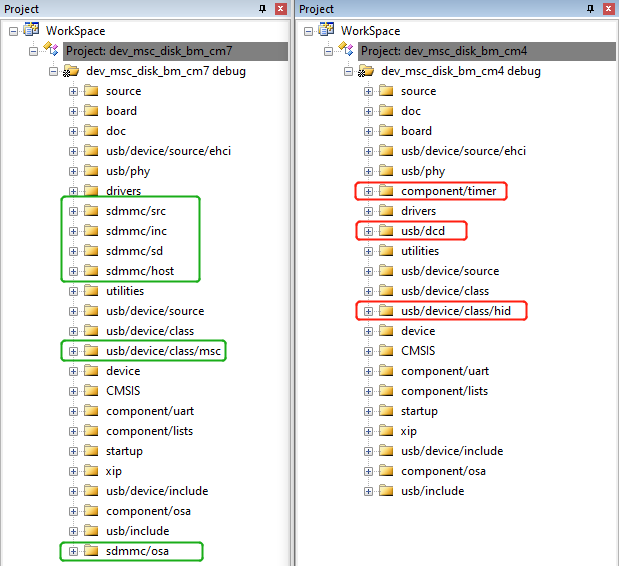 Project
WorkSpace
Project: dev_msc_disk_bm_cm7
dev_msc_disk_bm_cm7 debug
source
board
doc
usb/device/source/ehci
usb/phy
drivers
sdmmc/src
sdmmc/inc
sdmmc/sd
sdmmc/host
utilities
usb/device/source
usb/device/class
usb/device/class/msc
device
CMSIS
component/uart
component/lists
startup
xip
usb/device/include
component/osa
usb/include
sdmmc/osa
Project
WorkSpace
Project: dev_msc_disk_bm_cm4
dev_msc_disk_bm_cm4 debug
source
doc
board
usb/device/source/ehci
usb/phy
component/timer
drivers
usb/dcd
utilities
usb/device/source
usb/device/class
usb/device/class/hid
device
CMSIS
component/uart
component/lists
startup
xip
usb/device/include
component/osa
usb/include